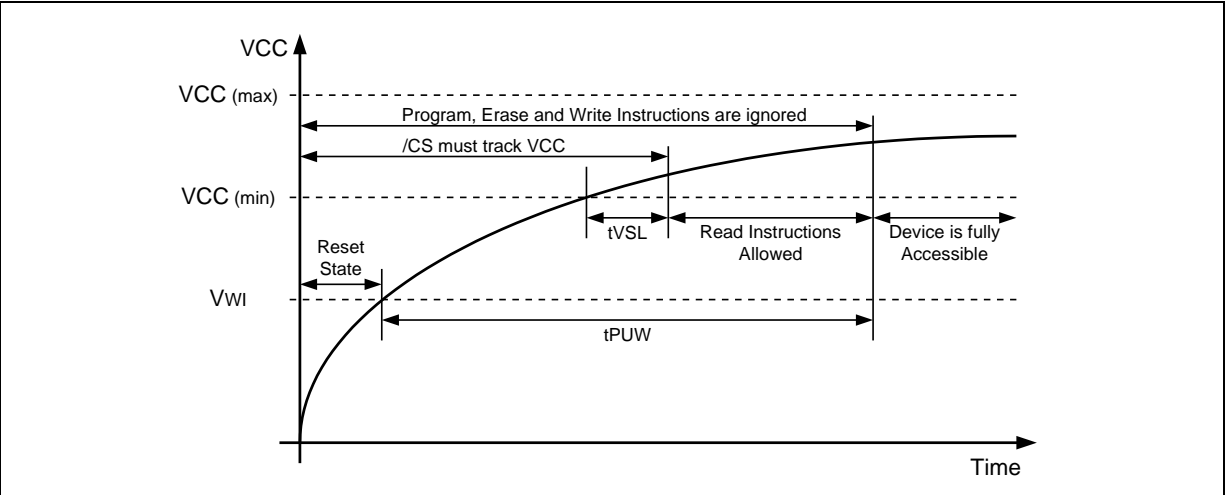 VCC
VCC (max)
Program, Erase and Write Instructions are ignored
/CS must track VCC
VCC (min)
tVSL
Read Instructions
Allowed
Device is fully
Accessible
Reset
State
VWI
tPUW
Time